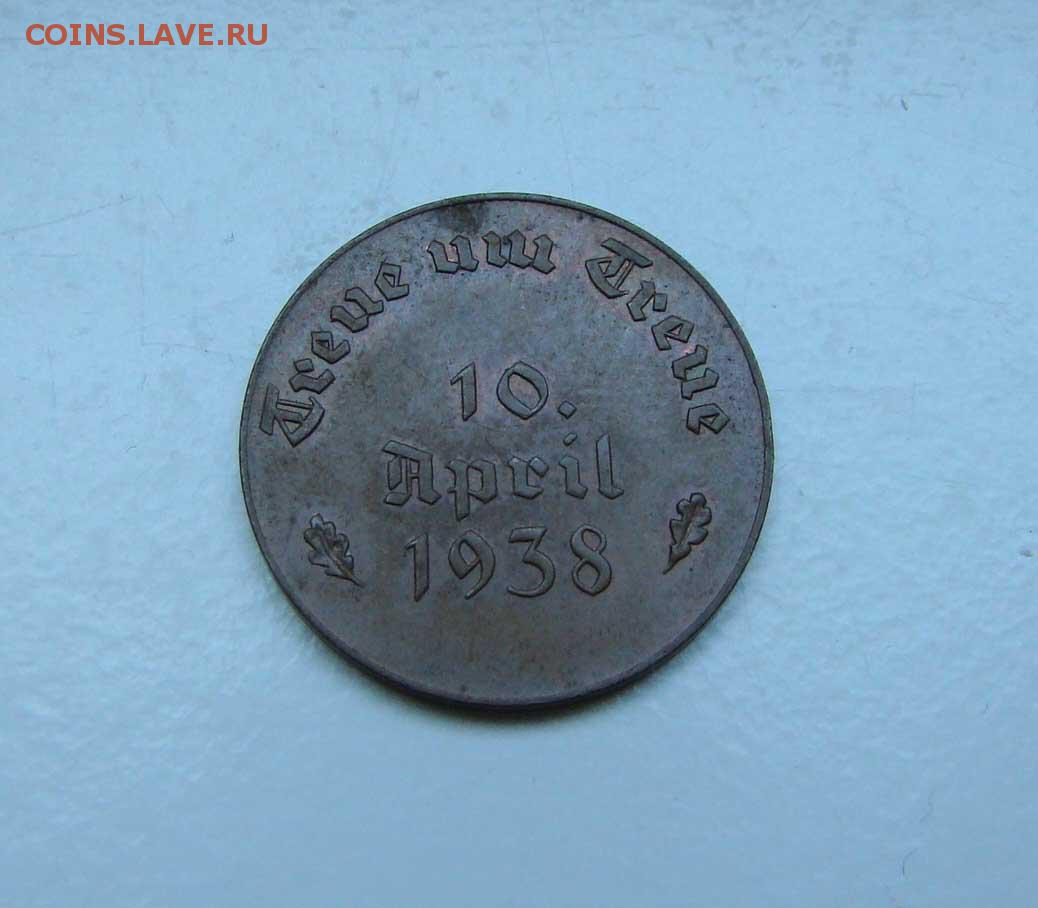 COINS.LAVE.RU
Treue um Treue
10.
April
1938